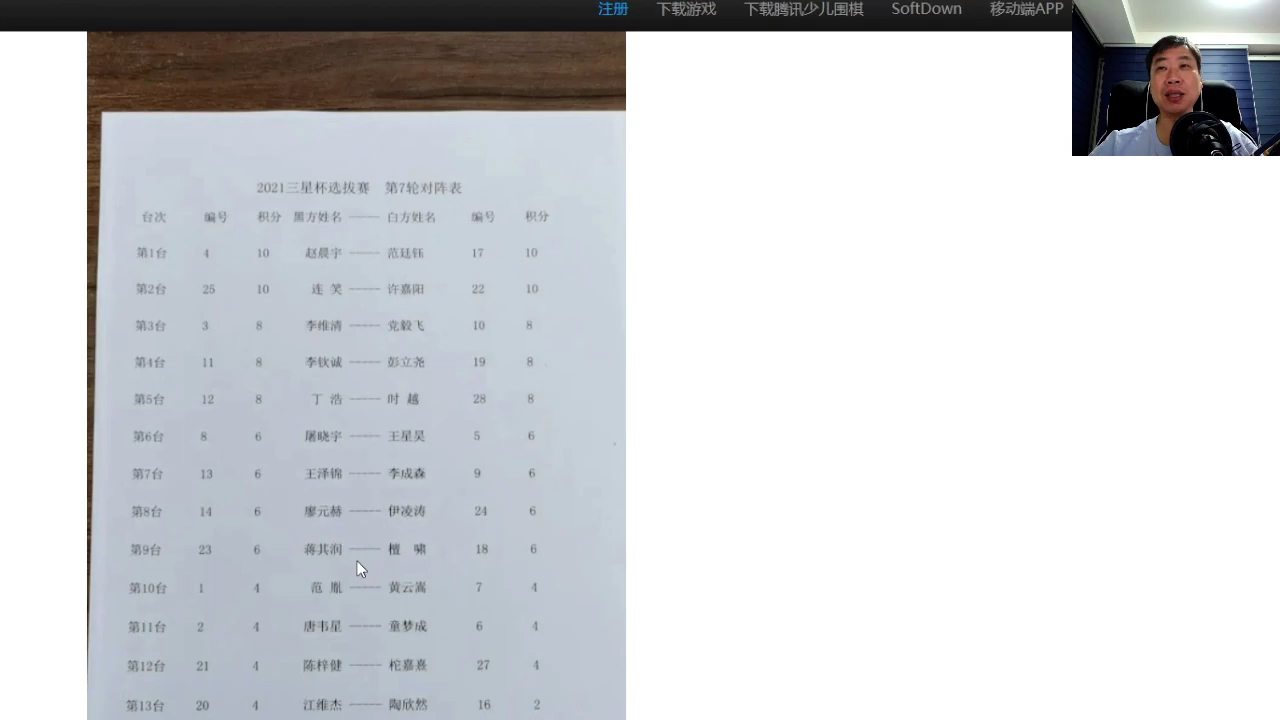 注册 下载游戏 下载腾讯少儿围棋 SoftDown 移动端APP
2021三星杯选拔赛 第7轮对阵表
台次 编号 积分 黑方姓名 —— 白方姓名 编号 积分
第1台 4 10 赵晨宇 —— 范廷钰 17 10
第2台 25 10 连 笑 —— 许嘉阳 22 10
第3台 3 8 李维清 —— 党毅飞 10 8
第4台 11 8 李钦诚 —— 彭立尧 19 8
第5台 12 8 丁 浩 —— 时 越 28 8
第6台 8 6 屠晓宇 —— 王星昊 5 6
第7台 13 6 王泽锦 —— 李成森 9 6
第8台 14 6 廖元赫 —— 伊凌涛 24 6
第9台 23 6 蒋其润 —— 檀 啸 18 6
第10台 1 4 范 胤 —— 黄云嵩 7 4
第11台 2 4 唐韦星 —— 童梦成 6 4
第12台 21 4 陈梓健 —— 柁嘉熹 27 4
第13台 20 4 江维杰 —— 陶欣然 16 2